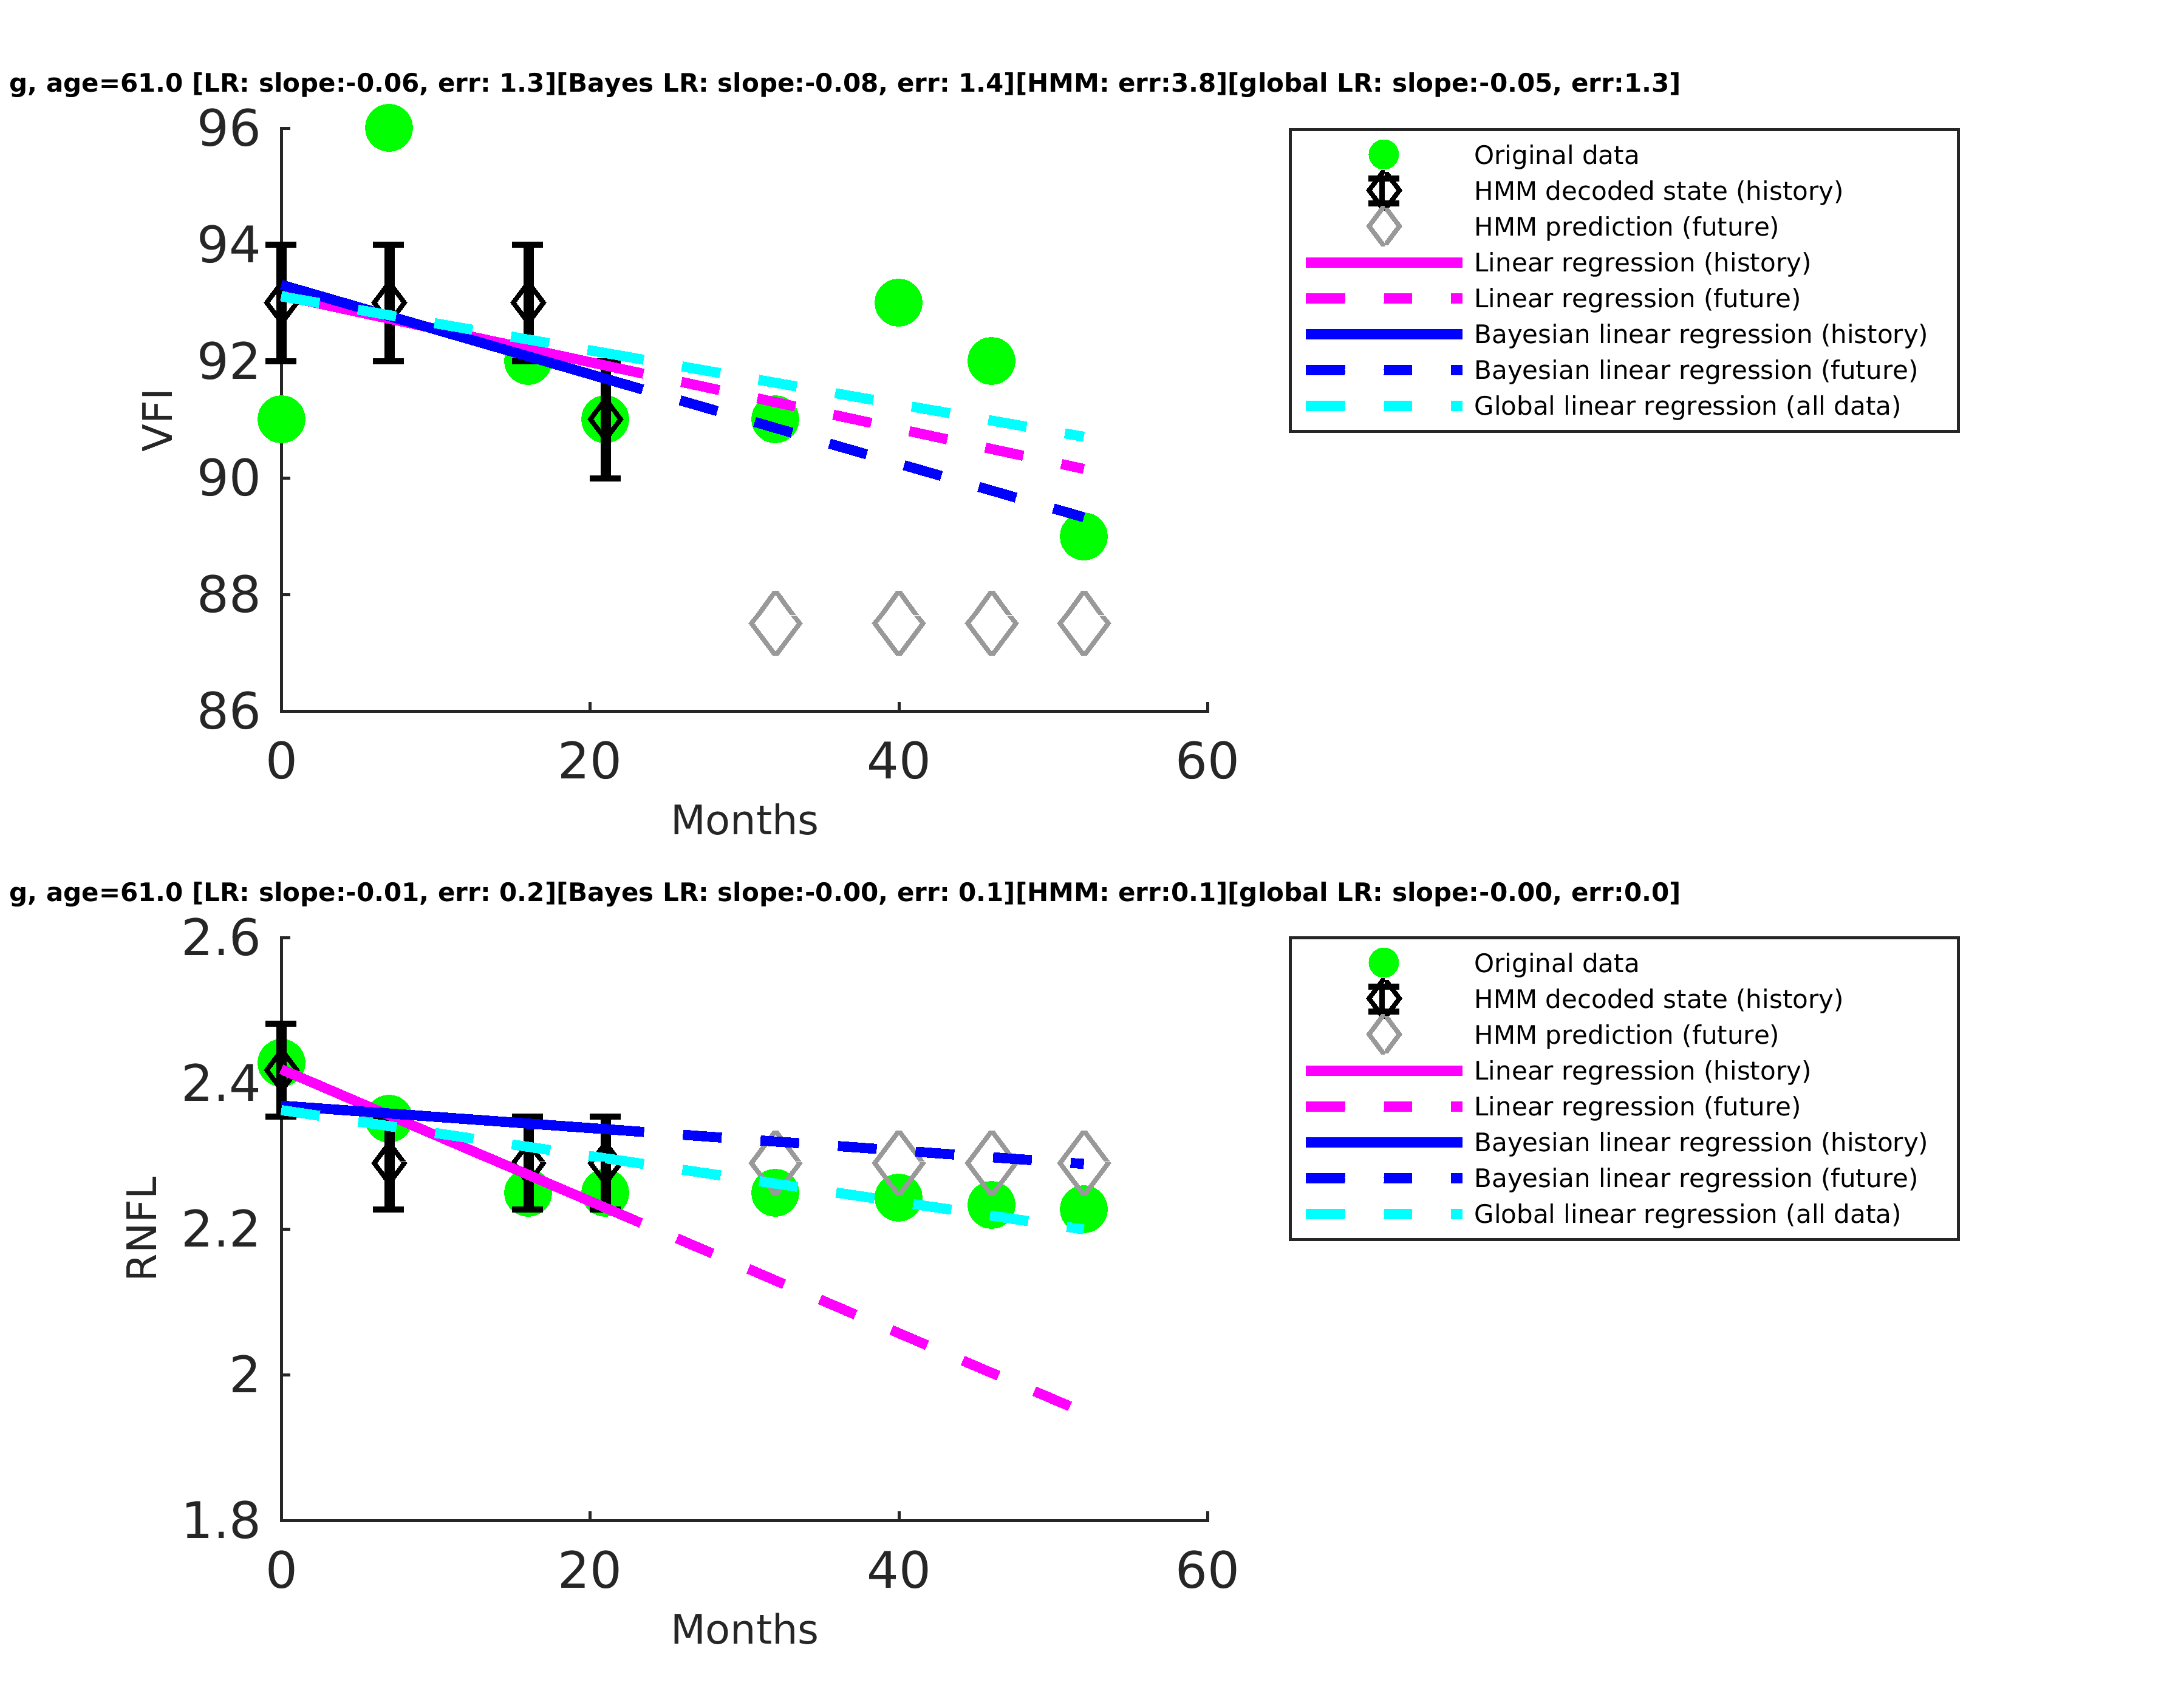 g, age=61.0 [LR: slope:-0.06, err: 1.3][Bayes LR: slope:-0.08, err: 1.4][HMM: err:3.8][global LR: slope:-0.05, err:1.3]
96
94
92
90
88
86
VFI
0 20 40 60
Months
Original data
HMM decoded state (history)
HMM prediction (future)
Linear regression (history)
Linear regression (future)
Bayesian linear regression (history)
Bayesian linear regression (future)
Global linear regression (all data)
g, age=61.0 [LR: slope:-0.01, err: 0.2][Bayes LR: slope:-0.00, err: 0.1][HMM: err:0.1][global LR: slope:-0.00, err:0.0]
2.6
2.4
2.2
2
1.8
RNFL
0 20 40 60
Months
Original data
HMM decoded state (history)
HMM prediction (future)
Linear regression (history)
Linear regression (future)
Bayesian linear regression (history)
Bayesian linear regression (future)
Global linear regression (all data)